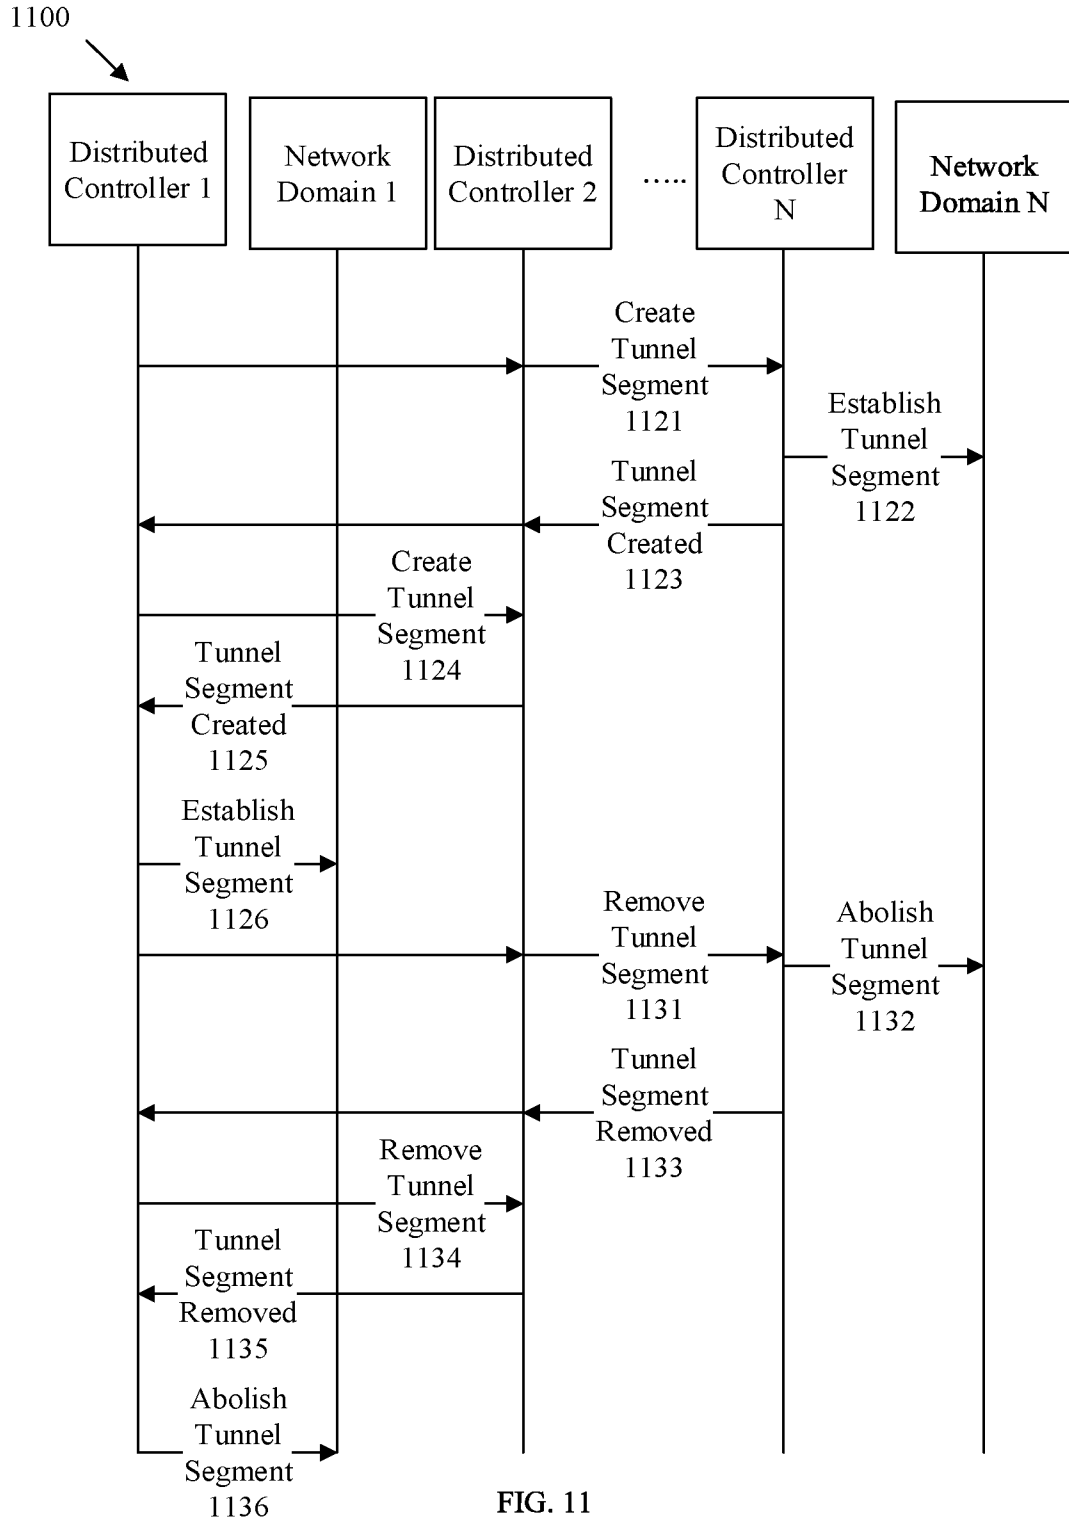 1100
Distributed
Controller 1
Network
Domain 1
Distributed
Controller 2
.....
Distributed
Controller
N
Network
Domain N
Create
Tunnel
Segment
1121
Establish
Tunnel
Segment
1122
Tunnel
Segment
Created
1123
Create
Tunnel
Segment
1124
Tunnel
Segment
Created
1125
Establish
Tunnel
Segment
1126
Remove
Tunnel
Segment
1131
Abolish
Tunnel
Segment
1132
Tunnel
Segment
Removed
1133
Remove
Tunnel
Segment
1134
Tunnel
Segment
Removed
1135
Abolish
Tunnel
Segment
1136
FIG. 11